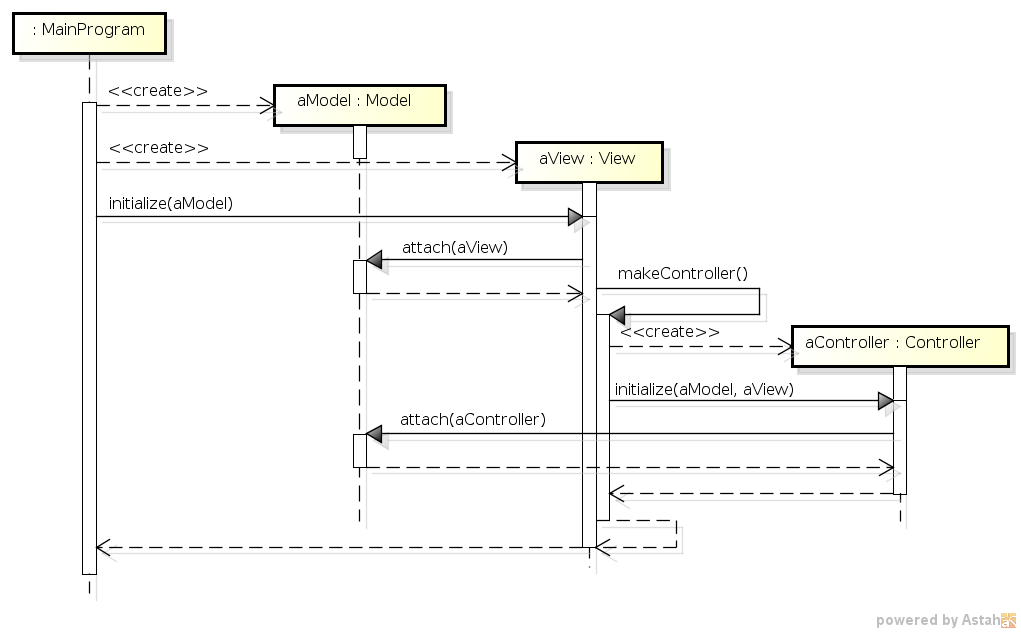 : MainProgram
<<create>>
aModel : Model
<<create>>
aView : View
initialize(aModel)
attach(aView)
makeController()
<<create>>
aController : Controller
initialize(aModel, aView)
attach(aController)
powered by Astah